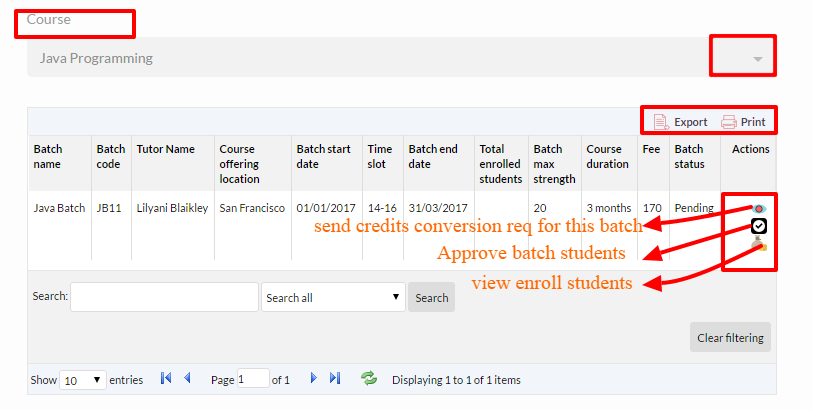 Course
Java Programming
Export Print
Batch name Batch code Tutor Name Course offering location Batch start date Time slot Batch end date Total enrolled students Batch max strength Course duration Fee Batch status Actions
Java Batch JB11 Lilyani Blaikley San Francisco 01/01/2017 14-16 31/03/2017 20 3 months 170 Pending
send credits conversion req for this batch
Approve batch students
view enroll students
Search: Search all Search
Clear filtering
Show 10 entries Page 1 of 1 Displaying 1 to 1 of 1 items